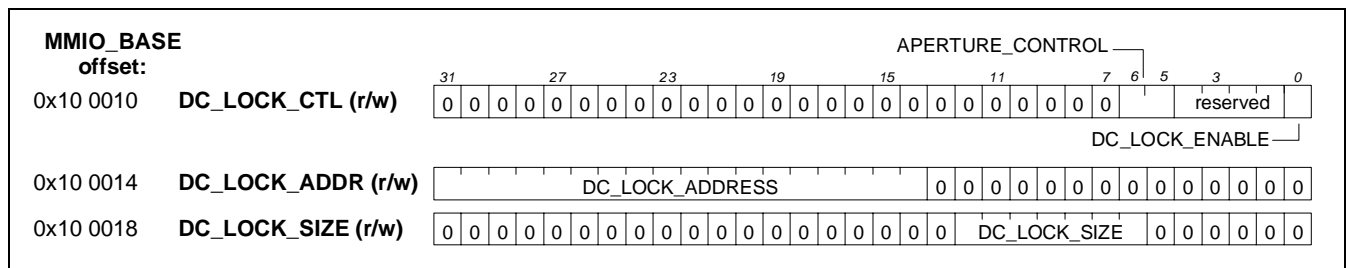 MMIO_BASE
offset:
APERTURE_CONTROL
31 27 23 19 15 11 7 6 5 3 0
0x10 0010 DC_LOCK_CTL (r/w) 0 0 0 0 0 0 0 0 0 0 0 0 0 0 0 0 0 0 0 0 0 0 0 0 0 reserved
DC_LOCK_ENABLE
0x10 0014 DC_LOCK_ADDR (r/w) DC_LOCK_ADDRESS 0 0 0 0 0 0 0 0 0 0 0 0 0 0
0x10 0018 DC_LOCK_SIZE (r/w) 0 0 0 0 0 0 0 0 0 0 0 0 0 0 0 0 0 0 0 DC_LOCK_SIZE 0 0 0 0 0 0